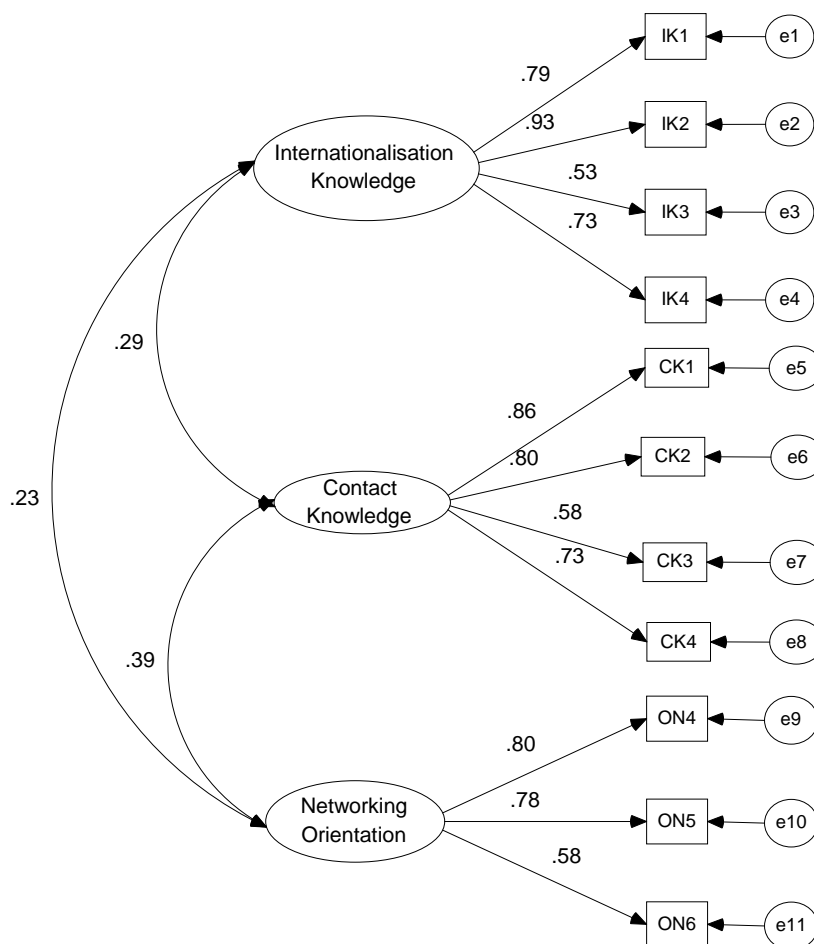 IK1
e1
.79
.93
IK2
e2
Internationalisation
Knowledge
.53
IK3
e3
.73
IK4
e4
.29
CK1
e5
.86
.80
CK2
e6
.23
Contact
Knowledge
.58
CK3
e7
.73
CK4
e8
.39
ON4
e9
.80
.78
Networking
Orientation
ON5
e10
.58
ON6
e11